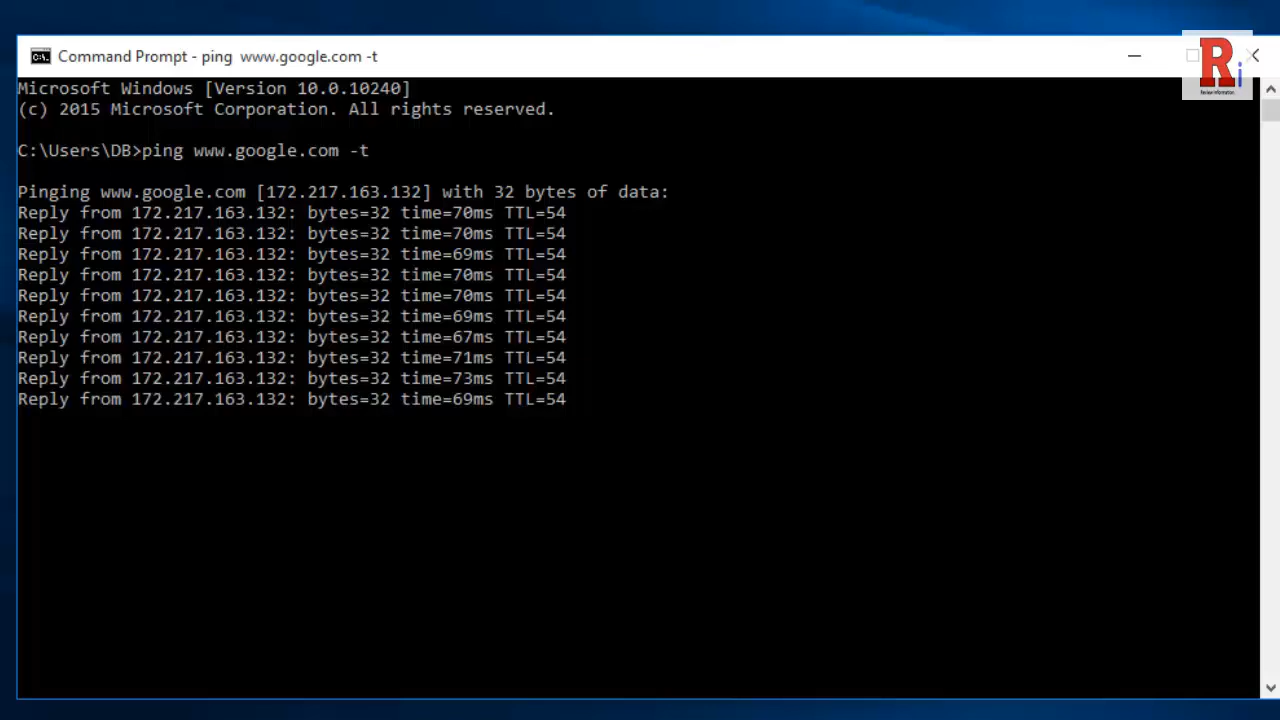 Command Prompt - ping  www.google.com -t
Microsoft Windows [Version 10.0.10240]
(c) 2015 Microsoft Corporation. All rights reserved.
C:\Users\DB>ping www.google.com -t
Pinging www.google.com [172.217.163.132] with 32 bytes of data:
Reply from 172.217.163.132: bytes=32 time=70ms TTL=54
Reply from 172.217.163.132: bytes=32 time=70ms TTL=54
Reply from 172.217.163.132: bytes=32 time=69ms TTL=54
Reply from 172.217.163.132: bytes=32 time=70ms TTL=54
Reply from 172.217.163.132: bytes=32 time=70ms TTL=54
Reply from 172.217.163.132: bytes=32 time=69ms TTL=54
Reply from 172.217.163.132: bytes=32 time=67ms TTL=54
Reply from 172.217.163.132: bytes=32 time=71ms TTL=54
Reply from 172.217.163.132: bytes=32 time=73ms TTL=54
Reply from 172.217.163.132: bytes=32 time=69ms TTL=54
Ri